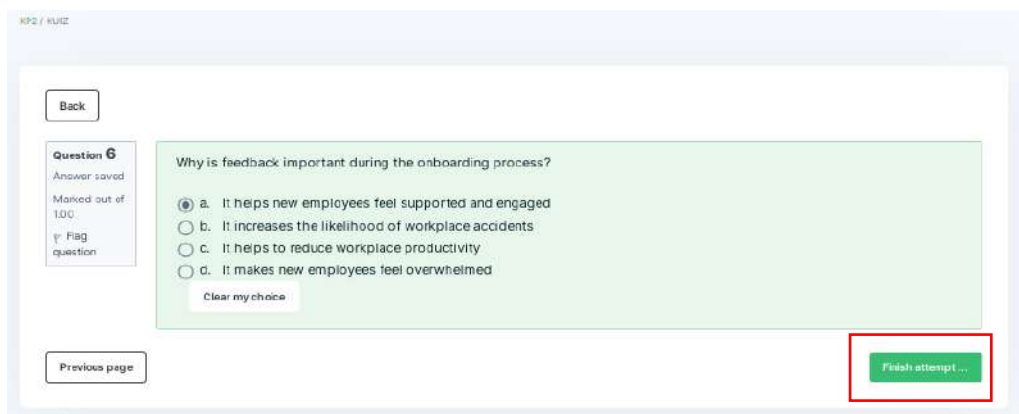 KP2 / KUIZ
Back
Question 6
Answer saved
Marked out of
1.00
Flag
question
Why is feedback important during the onboarding process?
a. It helps new employees feel supported and engaged
b. It increases the likelihood of workplace accidents
c. It helps to reduce workplace productivity
d. It makes new employees feel overwhelmed
Clear my choice
Previous page
Finish attempt ...